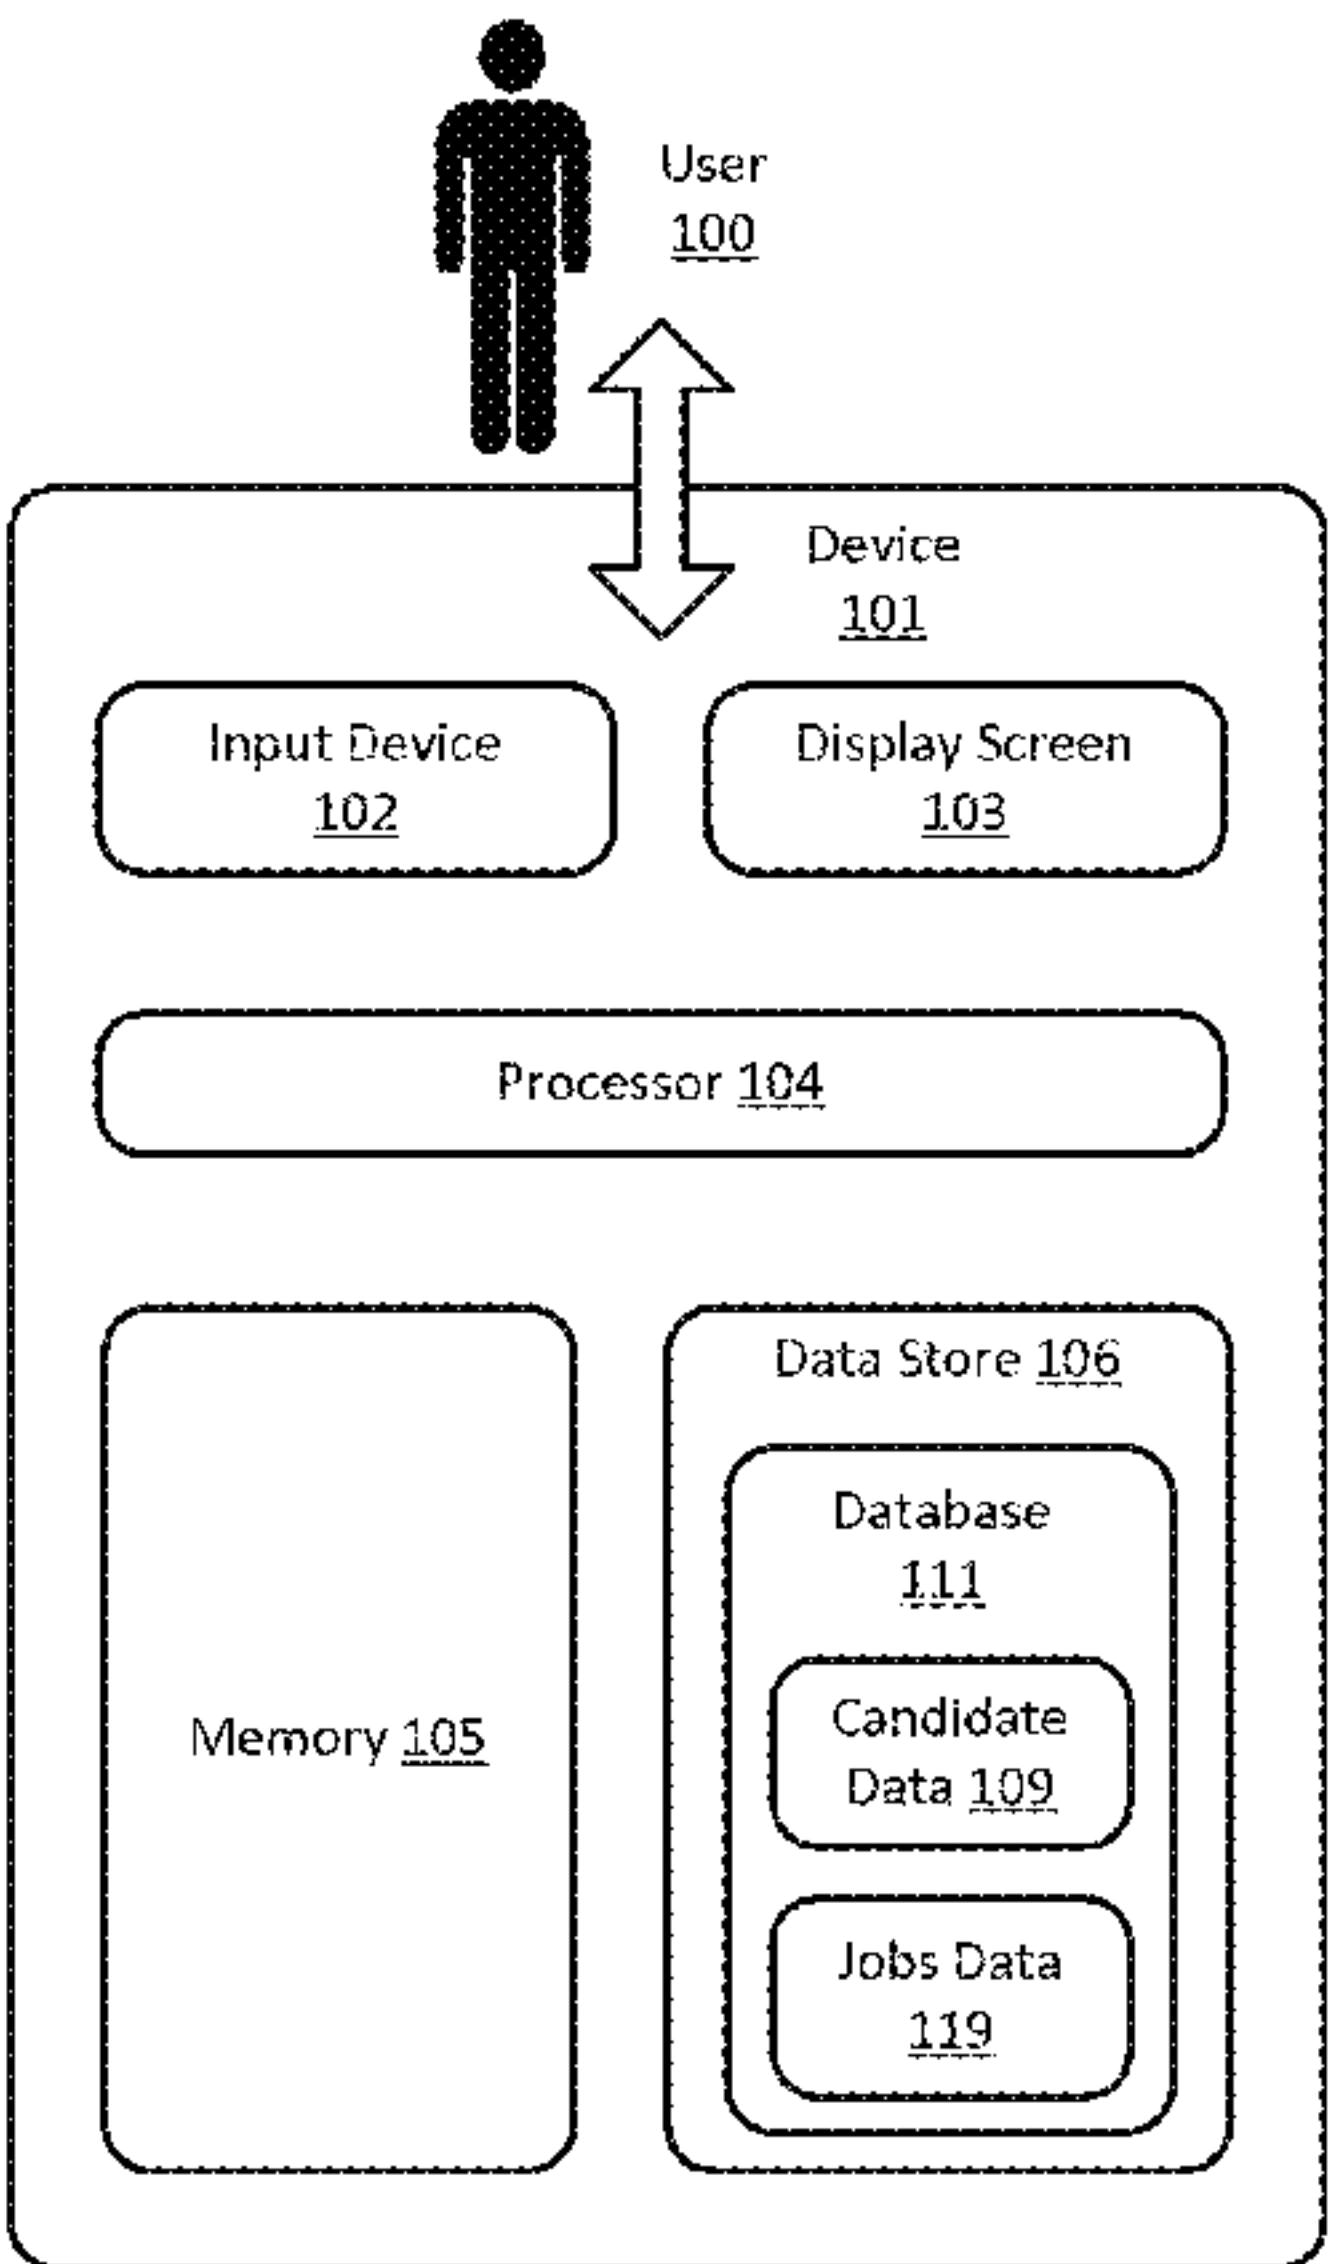 User
100
Device
101
Input Device
102
Display Screen
103
Processor 104
Memory 105
Data Store 106
Database
111
Candidate
Data 109
Jobs Data
119